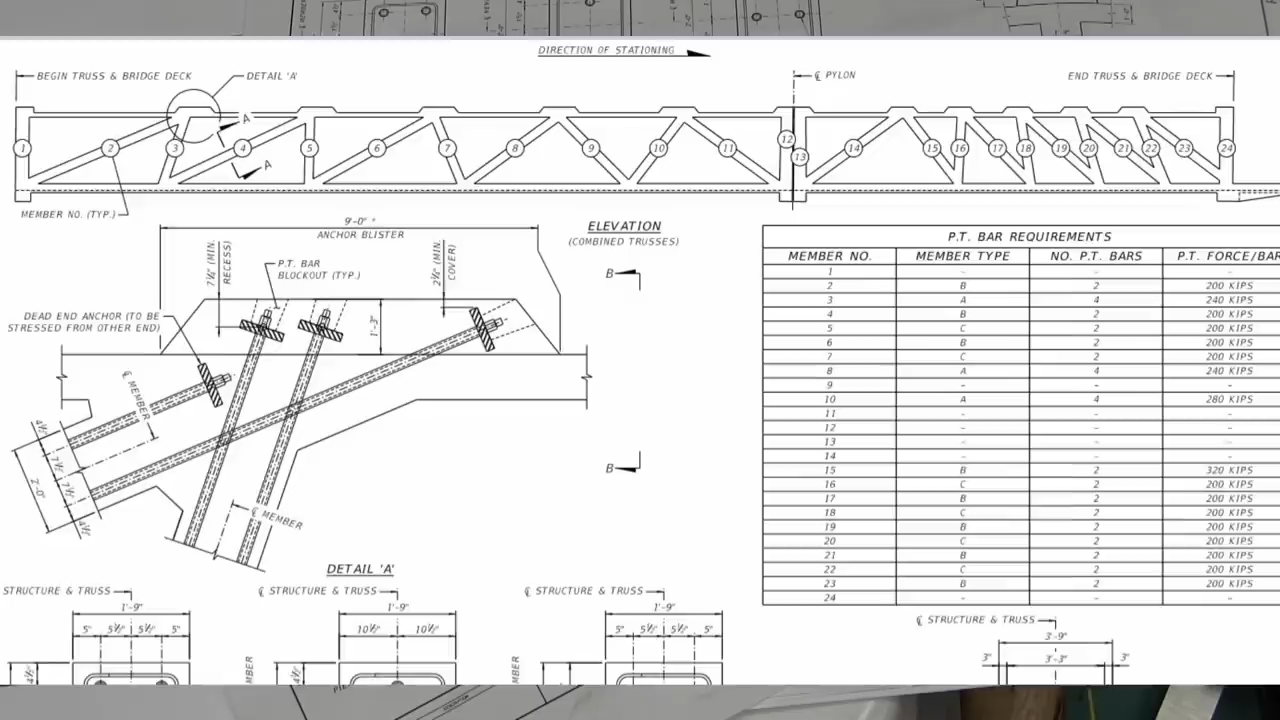 DIRECTION OF STATIONING
BEGIN TRUSS & BRIDGE DECK
DETAIL 'A'
℄ PYLON
END TRUSS & BRIDGE DECK
A
A
1 2 3 4 5 6 7 8 9 10 11 12 13 14 15 16 17 18 19 20 21 22 23 24
MEMBER NO. (TYP.)
ELEVATION
(COMBINED TRUSSES)
9'-0" ±
ANCHOR BLISTER
7¼" (MIN. RECESS)
P.T. BAR
BLOCKOUT (TYP.)
2¼" (MIN. COVER)
B
DEAD END ANCHOR (TO BE
STRESSED FROM OTHER END)
1'-3"
℄ MEMBER
2'-0"
B
℄ MEMBER
DETAIL 'A'
P.T. BAR REQUIREMENTS
MEMBER NO. MEMBER TYPE NO. P.T. BARS P.T. FORCE/BAR
1 - - -
2 B 2 200 KIPS
3 A 4 240 KIPS
4 B 2 200 KIPS
5 C 2 200 KIPS
6 B 2 200 KIPS
7 C 2 200 KIPS
8 A 4 240 KIPS
9 - - -
10 A 4 280 KIPS
11 - - -
12 - - -
13 - - -
14 - - -
15 B 2 320 KIPS
16 C 2 200 KIPS
17 B 2 200 KIPS
18 C 2 200 KIPS
19 B 2 200 KIPS
20 C 2 200 KIPS
21 B 2 200 KIPS
22 C 2 200 KIPS
23 B 2 200 KIPS
24 - - -
STRUCTURE & TRUSS
℄ STRUCTURE & TRUSS
℄ STRUCTURE & TRUSS
℄ STRUCTURE & TRUSS
1'-9"
1'-9"
1'-9"
3'-9"
5" 5½" 5½" 5"
10½" 10½"
5" 5½" 5½" 5"
3" 3'-3" 3"
MBER
MEMBER